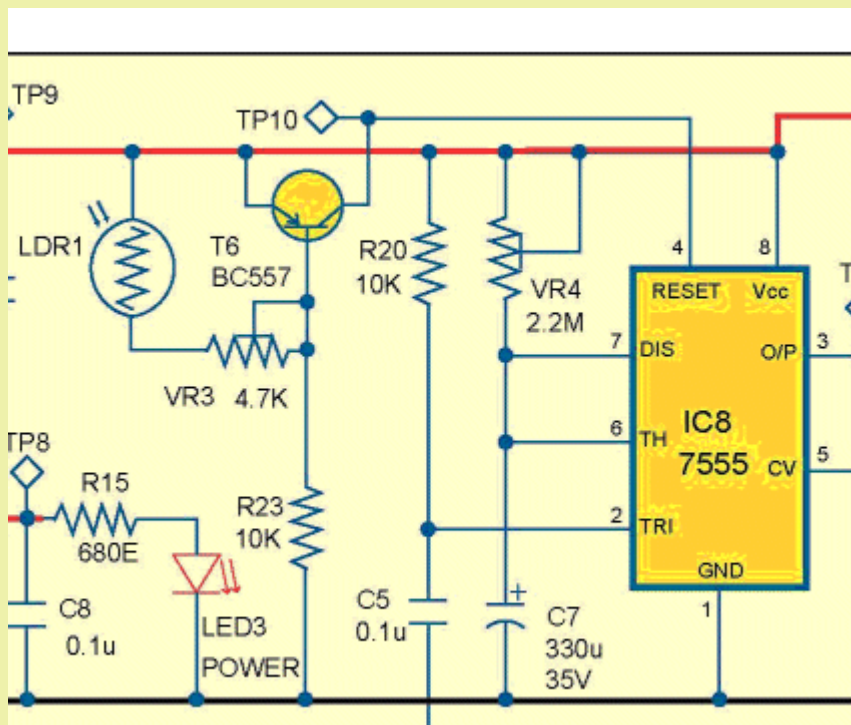 TP9
TP10
LDR1
T6
BC557
R20
10K
VR4
2.2M
4
8
RESET
Vcc
7
DIS
O/P
3
VR3
4.7K
IC8
7555
6
TH
CV
5
TP8
R15
680E
R23
10K
2
TRI
GND
C5
0.1u
+
C7
330u
35V
1
C8
0.1u
LED3
POWER
T